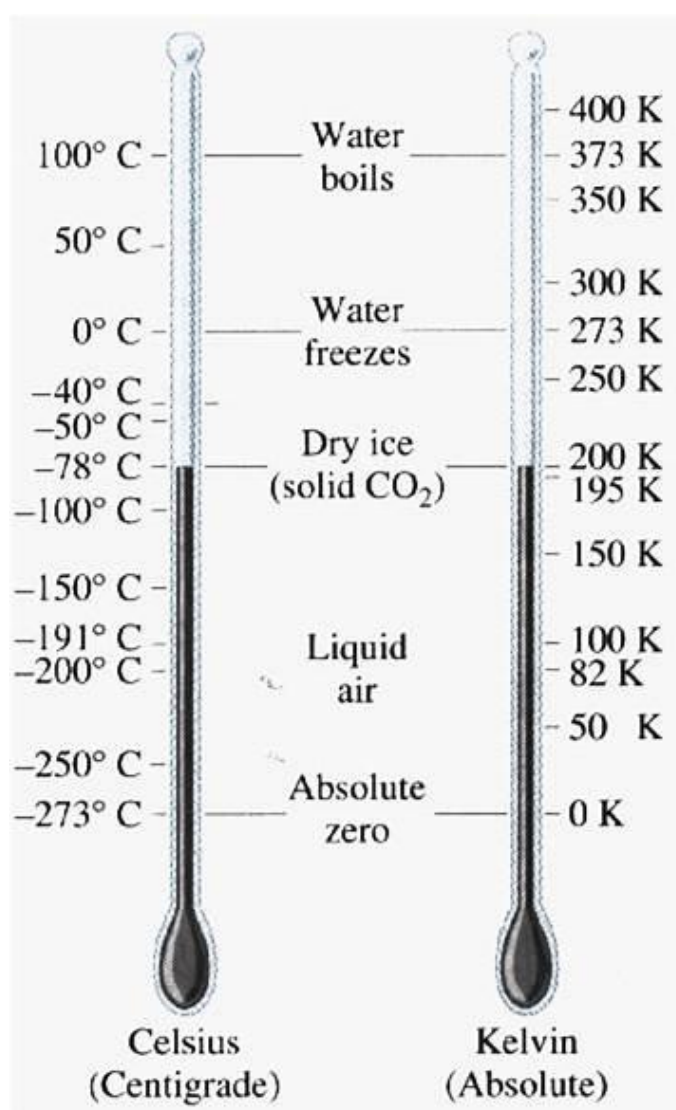 400 K
100° C
Water
boils
373 K
350 K
50° C
300 K
0° C
Water
freezes
273 K
250 K
–40° C
–50° C
–78° C
Dry ice
(solid CO₂)
200 K
195 K
–100° C
150 K
–150° C
–191° C
–200° C
Liquid
air
100 K
82 K
50 K
–250° C
–273° C
Absolute
zero
0 K
Celsius
(Centigrade)
Kelvin
(Absolute)